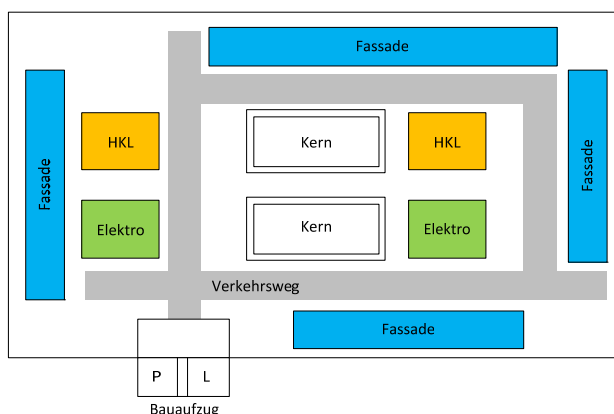 Fassade
Fassade
HKL
Kern
HKL
Fassade
Elektro
Kern
Elektro
Verkehrsweg
Fassade
P
L
Bauaufzug